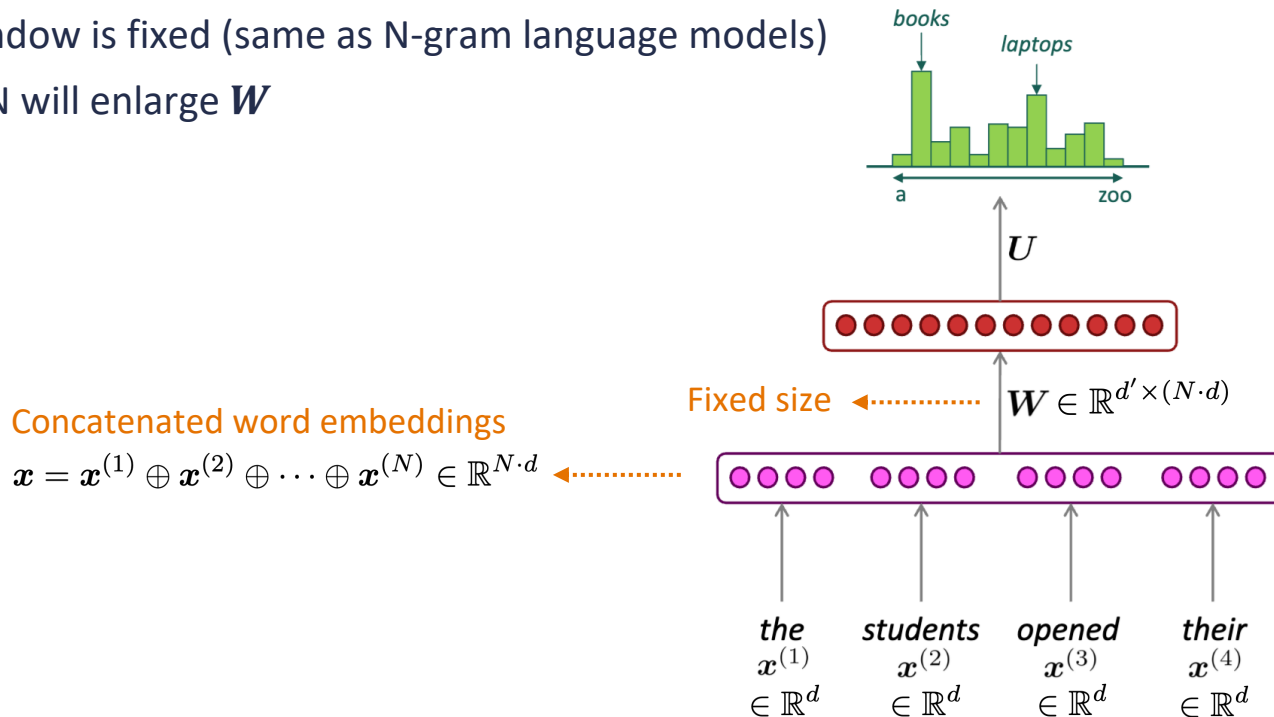 ndow is fixed (same as N-gram language models)
N will enlarge W
books
laptops
a
zoo
U
Fixed size
W ∈ ℝ^{d′×(N·d)}
Concatenated word embeddings
x = x^{(1)} ⊕ x^{(2)} ⊕ ··· ⊕ x^{(N)} ∈ ℝ^{N·d}
the students opened their
x^{(1)} x^{(2)} x^{(3)} x^{(4)}
∈ ℝ^d ∈ ℝ^d ∈ ℝ^d ∈ ℝ^d